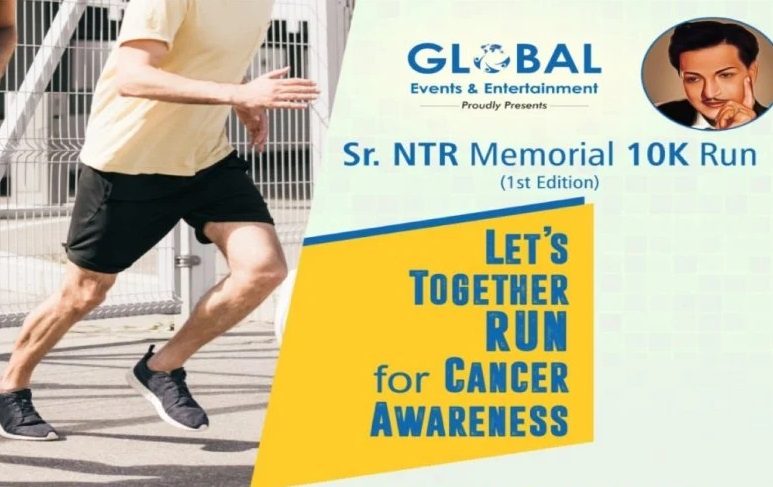 GLOBAL
Events & Entertainment
Proudly Presents
Sr. NTR Memorial 10K Run
(1st Edition)
LET'S
TOGETHER
RUN
for CANCER
AWARENESS